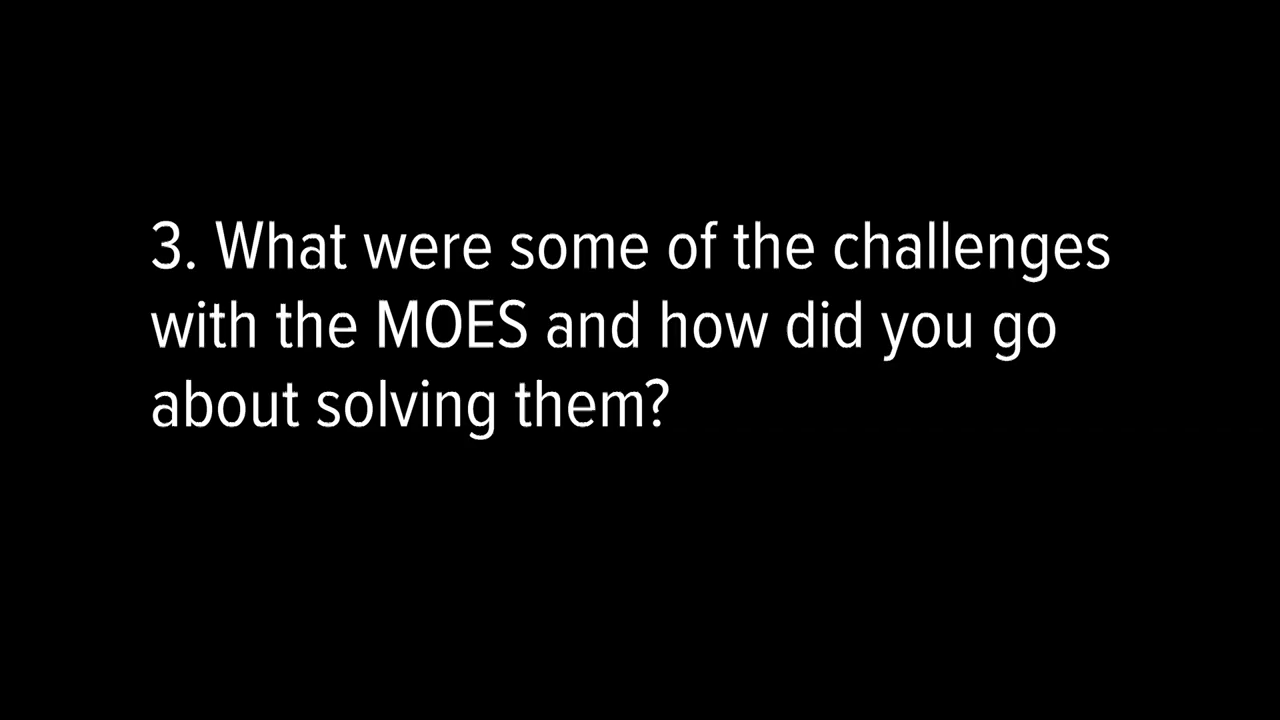 3. What were some of the challenges
with the MOES and how did you go
about solving them?